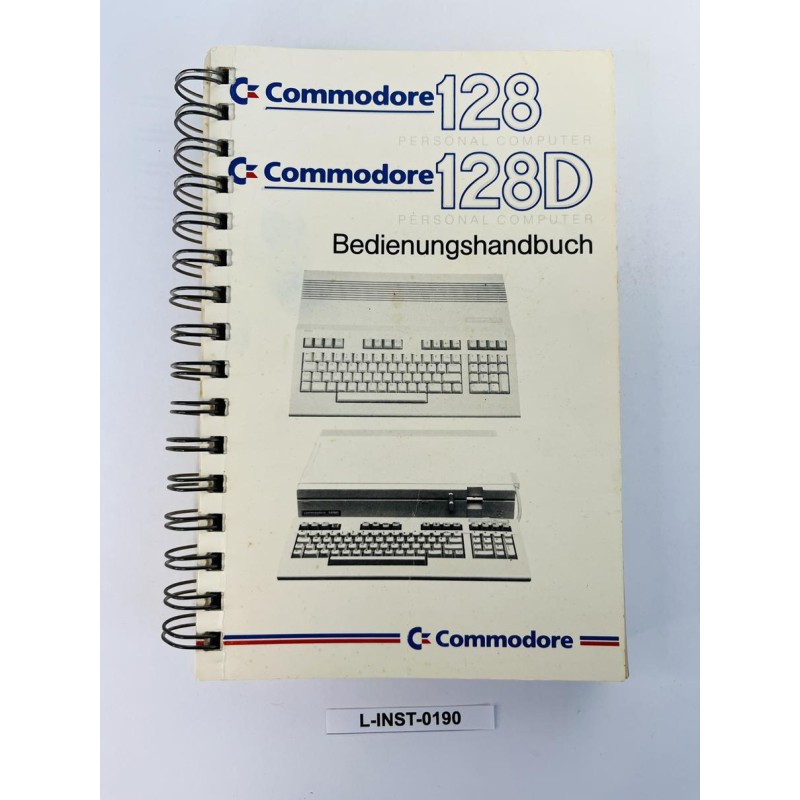 Commodore 128
PERSONAL COMPUTER
Commodore 128D
PERSONAL COMPUTER
Bedienungshandbuch
Commodore
L-INST-0190